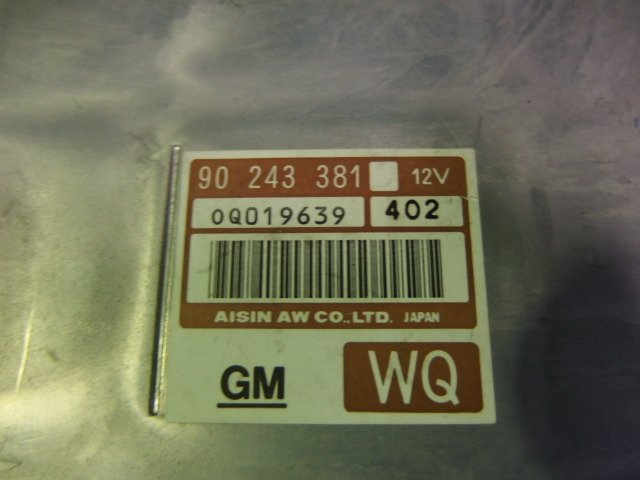 90 243 381 12V
0Q019639 402
AISIN AW CO.,LTD. JAPAN
GM WQ